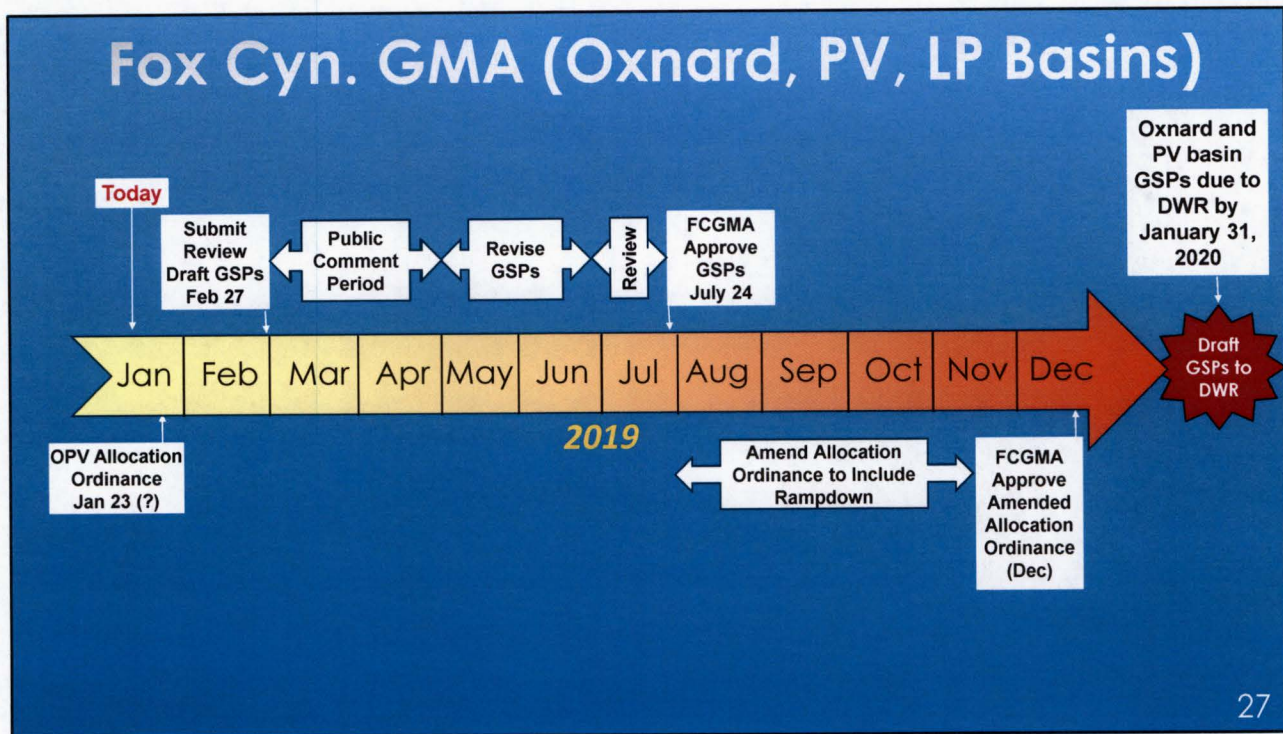 Fox Cyn. GMA (Oxnard, PV, LP Basins)
Today
Submit
Review
Draft GSPs
Feb 27
Public
Comment
Period
Revise
GSPs
Review
FCGMA
Approve
GSPs
July 24
Oxnard and
PV basin
GSPs due to
DWR by
January 31,
2020
Jan Feb Mar Apr May Jun Jul Aug Sep Oct Nov Dec
Draft
GSPs to
DWR
2019
OPV Allocation
Ordinance
Jan 23 (?)
Amend Allocation
Ordinance to Include
Rampdown
FCGMA
Approve
Amended
Allocation
Ordinance
(Dec)
27